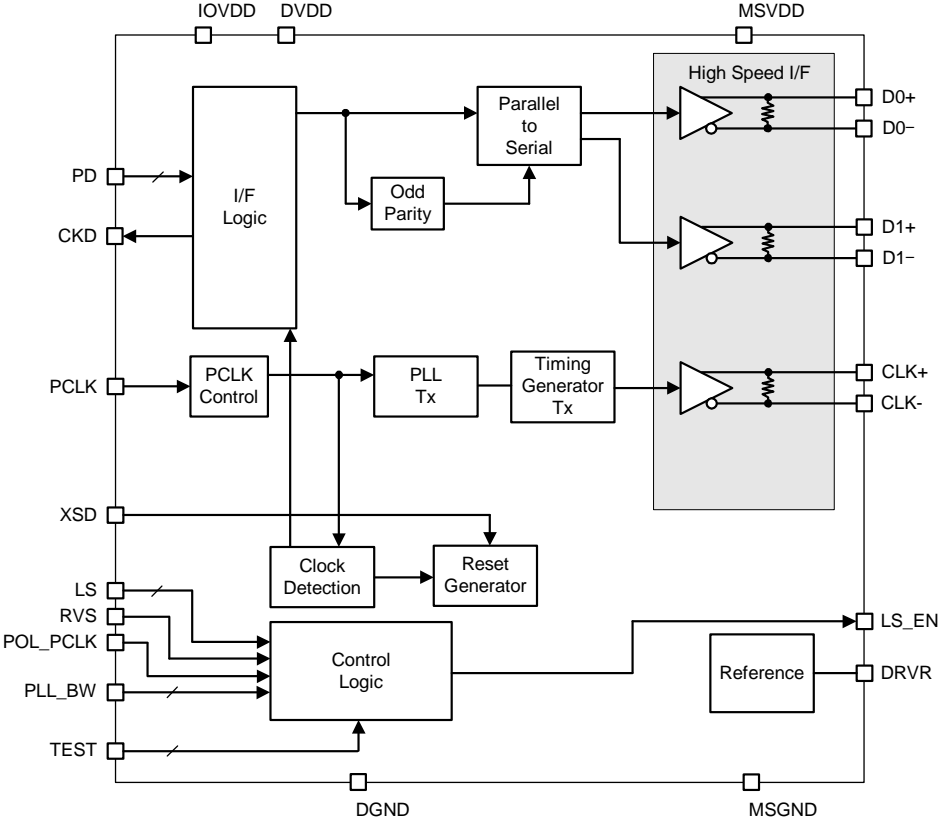 IOVDD
DVDD
MSVDD
High Speed I/F
D0+
D0−
Parallel
to
Serial
PD
I/F
Logic
Odd
Parity
CKD
D1+
D1−
PCLK
PCLK
Control
PLL
Tx
Timing
Generator
Tx
CLK+
CLK-
XSD
Clock
Detection
Reset
Generator
LS
RVS
POL_PCLK
PLL_BW
TEST
Control
Logic
LS_EN
Reference
DRVR
DGND
MSGND